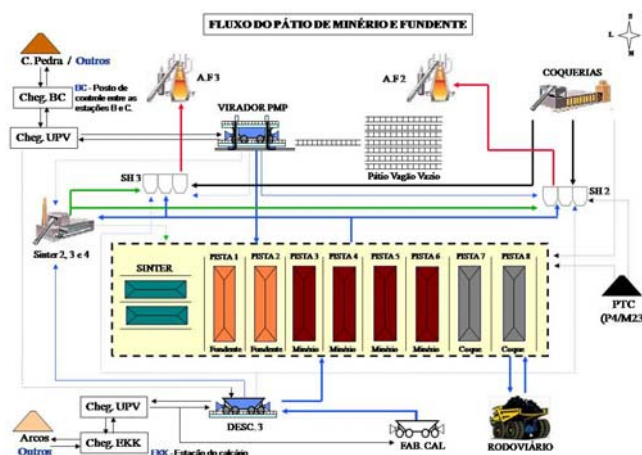 FLUXO DO PÁTIO DE MINÉRIO E FUNDENTE
C. Pedra / Outros
BC - Posto de
controle entre as
estações B e C.
Cheg. BC
Cheg. UPV
A.F 3
A.F 2
COQUERIAS
VIRADOR PMP
Pátio Vagão Vazio
SH 3
SH 2
Sinter 2, 3 e 4
SINTER
PISTA 1
PISTA 2
PISTA 3
PISTA 4
PISTA 5
PISTA 6
PISTA 7
PISTA 8
Fundente
Fundente
Minério
Minério
Minério
Minério
Coque
Coque
PTC
(P4/M23
Cheg. UPV
DESC. 3
FAB. CAL
RODOVIÁRIO
Arcos
Outros
Cheg. EKK
EKK - Estação do calcário